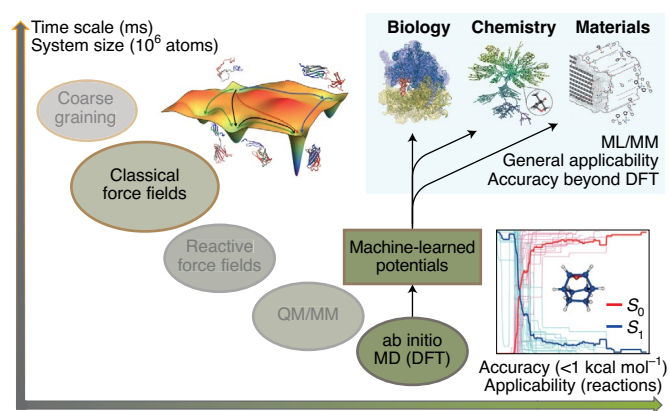 Time scale (ms)
System size (10⁶ atoms)
Biology
Chemistry
Materials
Coarse
graining
Classical
force fields
ML/MM
General applicability
Accuracy beyond DFT
Reactive
force fields
Machine-learned
potentials
QM/MM
ab initio
MD (DFT)
S₀
S₁
Accuracy (<1 kcal mol⁻¹)
Applicability (reactions)